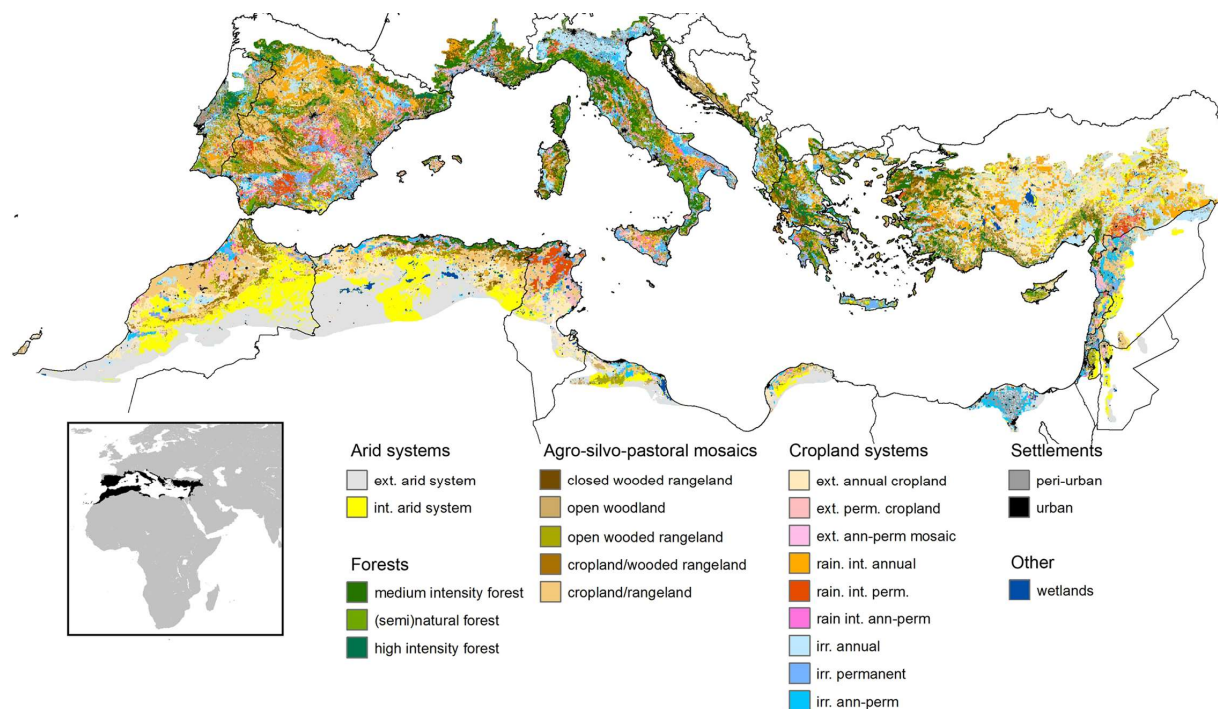 Arid systems
ext. arid system
int. arid system
Forests
medium intensity forest
(semi)natural forest
high intensity forest
Agro-silvo-pastoral mosaics
closed wooded rangeland
open woodland
open wooded rangeland
cropland/wooded rangeland
cropland/rangeland
Cropland systems
ext. annual cropland
ext. perm. cropland
ext. ann-perm mosaic
rain. int. annual
rain. int. perm.
rain int. ann-perm
irr. annual
irr. permanent
irr. ann-perm
Settlements
peri-urban
urban
Other
wetlands